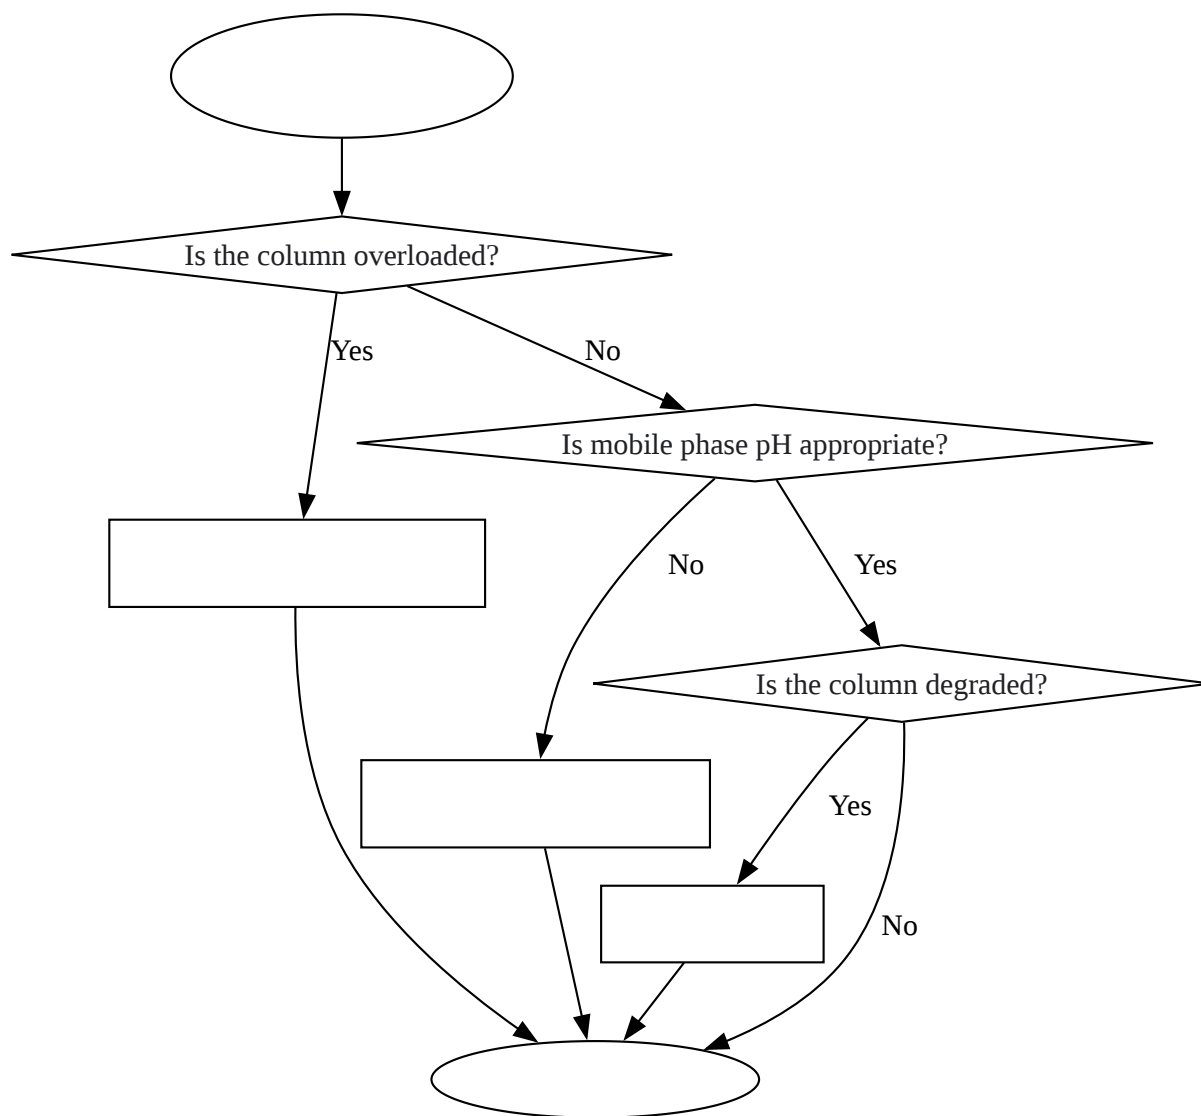 Is the column overloaded?
Yes
No
Is mobile phase pH appropriate?
No
Yes
Is the column degraded?
Yes
No